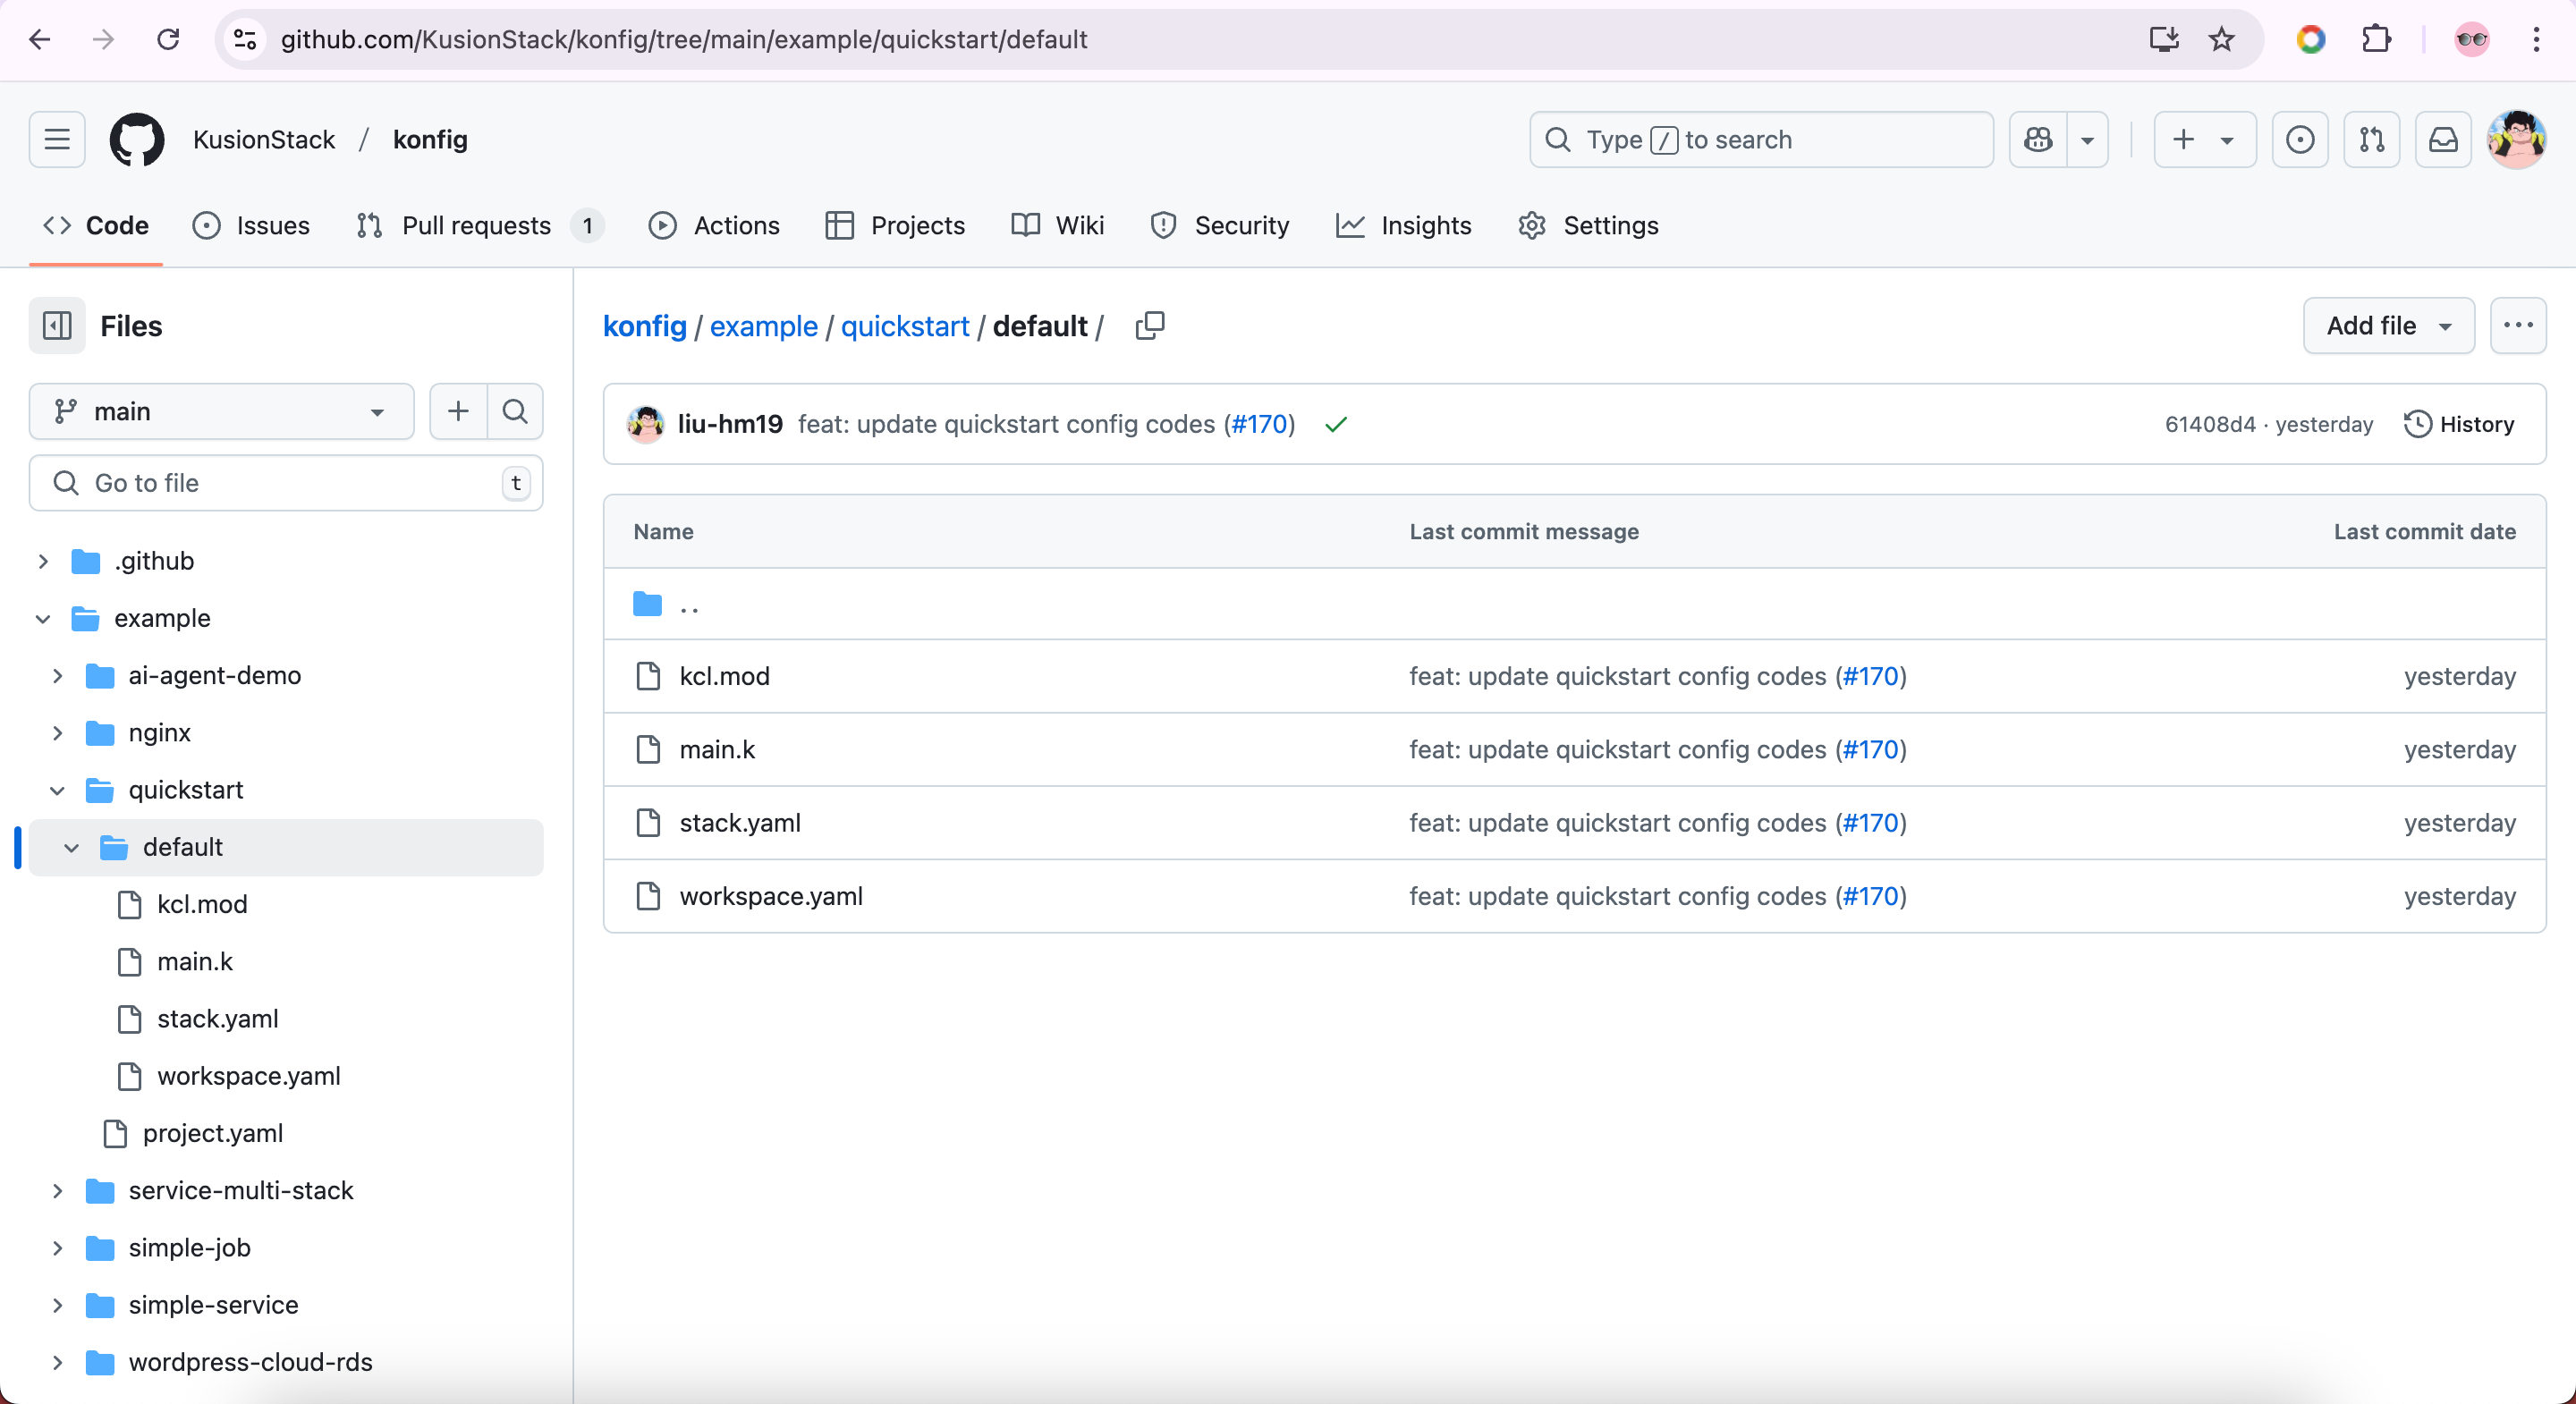 github.com/KusionStack/konfig/tree/main/example/quickstart/default
KusionStack / konfig
Type / to search
Code
Issues
Pull requests 1
Actions
Projects
Wiki
Security
Insights
Settings
Files
main
Go to file
t
.github
example
ai-agent-demo
nginx
quickstart
default
kcl.mod
main.k
stack.yaml
workspace.yaml
project.yaml
service-multi-stack
simple-job
simple-service
wordpress-cloud-rds
konfig / example / quickstart / default /
Add file
liu-hm19 feat: update quickstart config codes (#170)
61408d4 · yesterday
History
Name Last commit message Last commit date
..
kcl.mod feat: update quickstart config codes (#170) yesterday
main.k feat: update quickstart config codes (#170) yesterday
stack.yaml feat: update quickstart config codes (#170) yesterday
workspace.yaml feat: update quickstart config codes (#170) yesterday